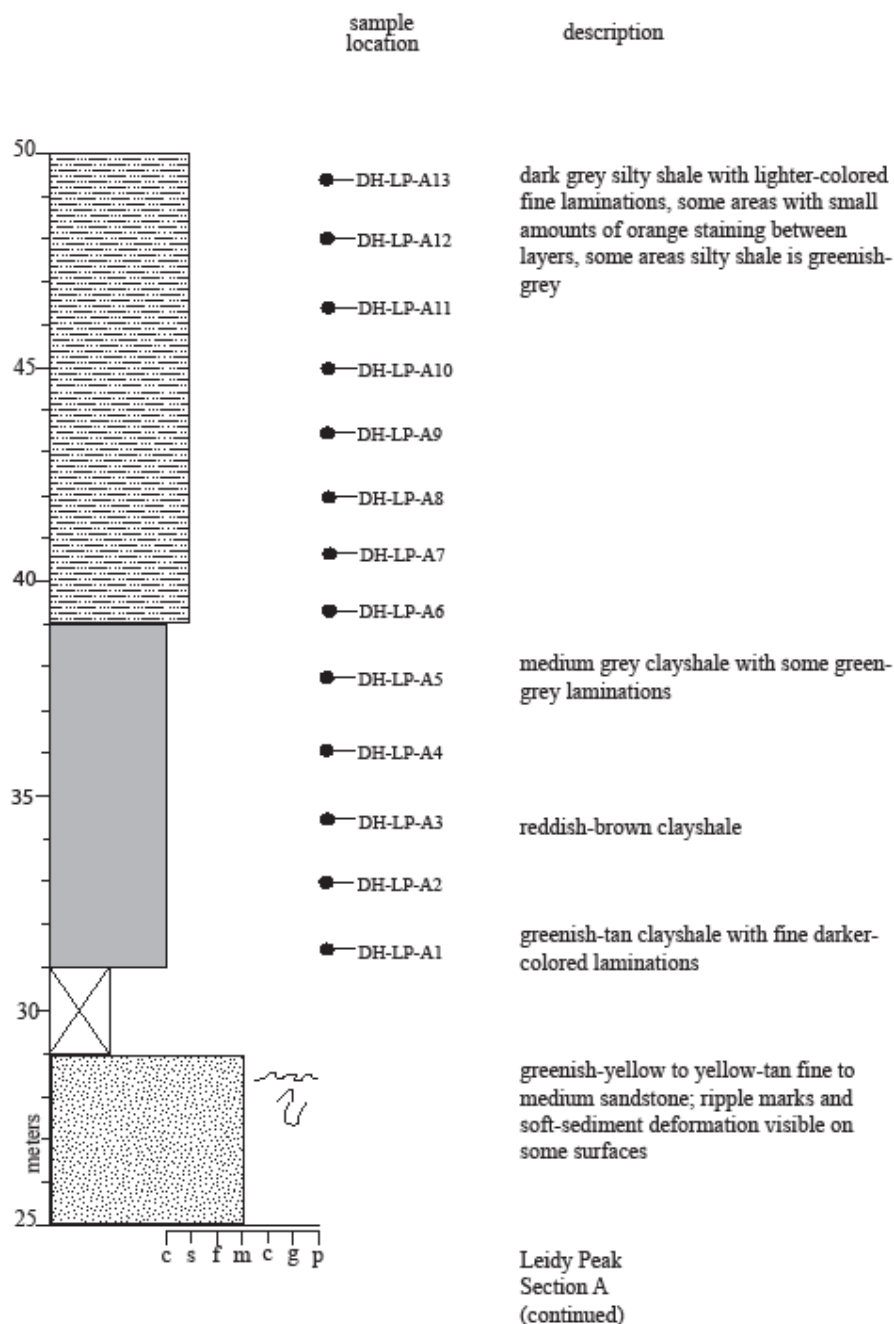 sample
location
description
50
DH-LP-A13
dark grey silty shale with lighter-colored
fine laminations, some areas with small
amounts of orange staining between
layers, some areas silty shale is greenish-
grey
DH-LP-A12
DH-LP-A11
45
DH-LP-A10
DH-LP-A9
DH-LP-A8
DH-LP-A7
40
DH-LP-A6
medium grey clayshale with some green-
grey laminations
DH-LP-A5
DH-LP-A4
35
DH-LP-A3
reddish-brown clayshale
DH-LP-A2
greenish-tan clayshale with fine darker-
colored laminations
DH-LP-A1
30
greenish-yellow to yellow-tan fine to
medium sandstone; ripple marks and
soft-sediment deformation visible on
some surfaces
meters
25
c s f m c g p
Leidy Peak
Section A
(continued)